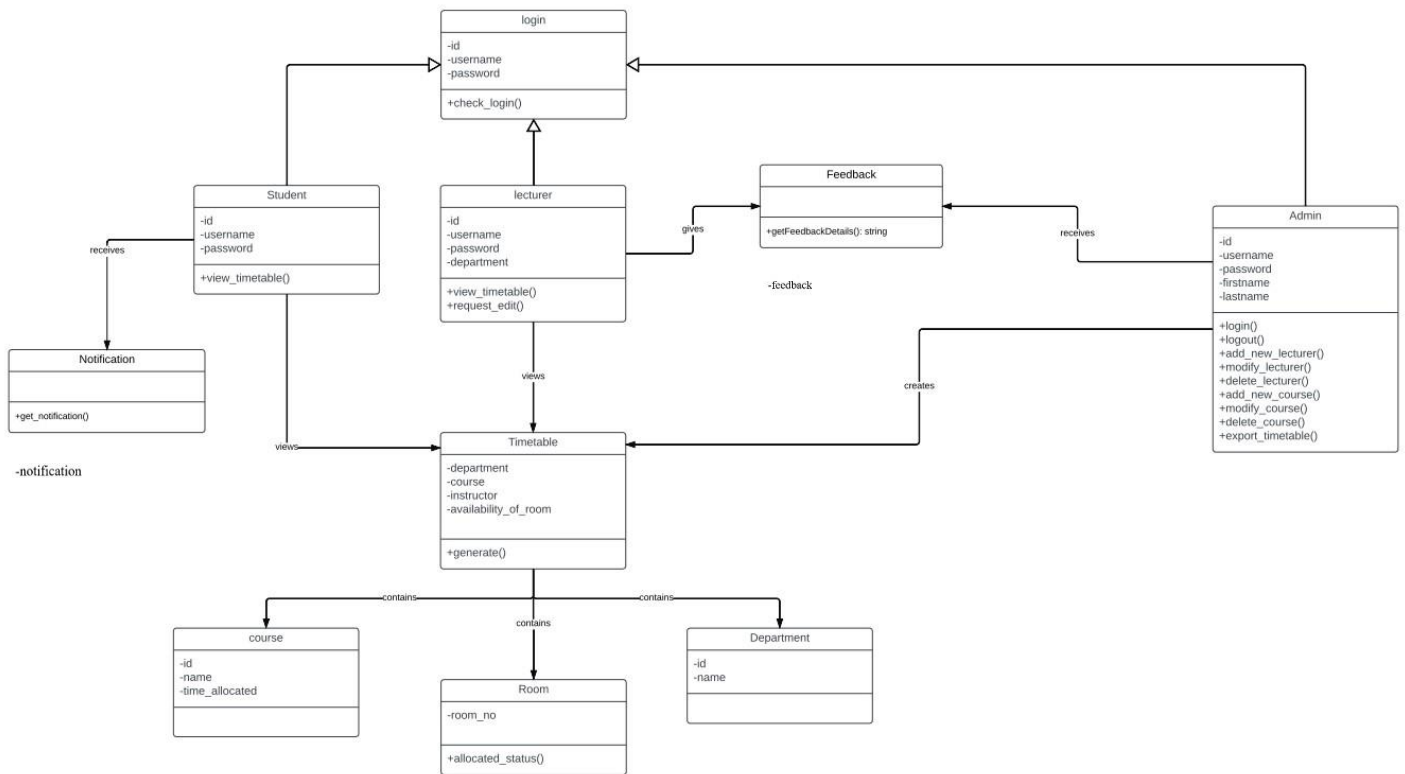 login
-id
-username
-password
+check_login()
Student
-id
-username
-password
+view_timetable()
lecturer
-id
-username
-password
-department
+view_timetable()
+request_edit()
Feedback
+getFeedbackDetails(): string
-feedback
Admin
-id
-username
-password
-firstname
-lastname
+login()
+logout()
+add_new_lecturer()
+modify_lecturer()
+delete_lecturer()
+add_new_course()
+modify_course()
+delete_course()
+export_timetable()
receives
gives
receives
Notification
+get_notification()
-notification
views
views
creates
Timetable
-department
-course
-instructor
-availability_of_room
+generate()
contains
contains
contains
course
-id
-name
-time_allocated
Room
-room_no
+allocated_status()
Department
-id
-name